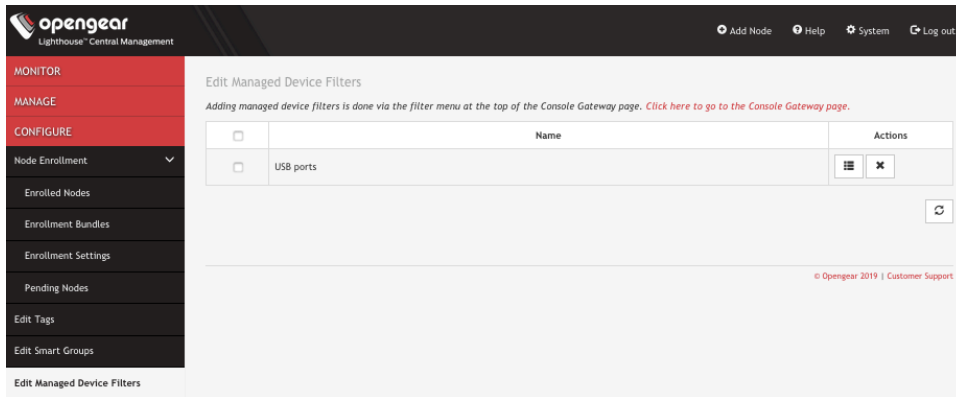 opengear
Lighthouse™ Central Management
Add Node Help System Log out
MONITOR
MANAGE
CONFIGURE
Node Enrollment
Enrolled Nodes
Enrollment Bundles
Enrollment Settings
Pending Nodes
Edit Tags
Edit Smart Groups
Edit Managed Device Filters
Edit Managed Device Filters
Adding managed device filters is done via the filter menu at the top of the Console Gateway page. Click here to go to the Console Gateway page.
Name Actions
USB ports
© Opengear 2019 | Customer Support